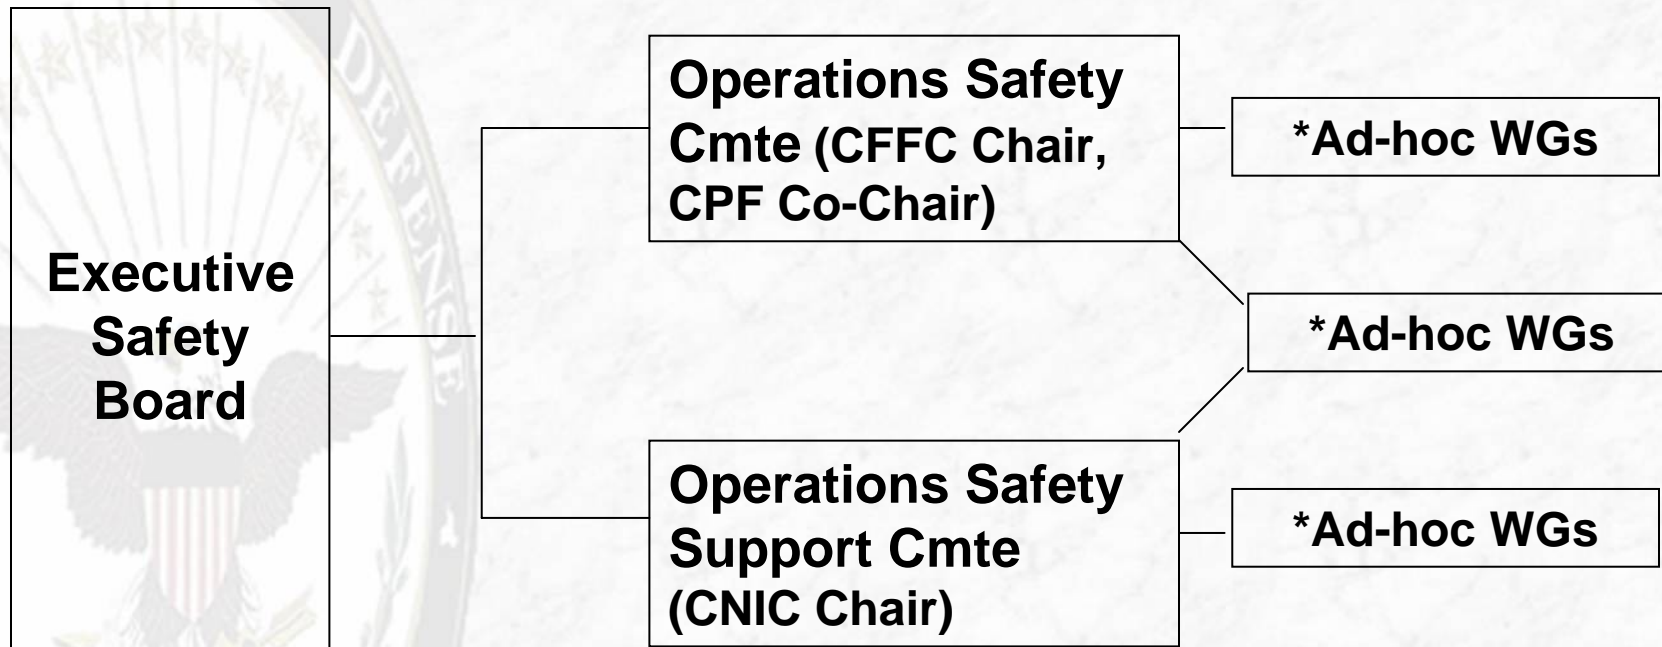 Executive
Safety
Board
Operations Safety
Cmte (CFFC Chair,
CPF Co-Chair)
*Ad-hoc WGs
*Ad-hoc WGs
Operations Safety
Support Cmte
(CNIC Chair)
*Ad-hoc WGs
DEFENSE